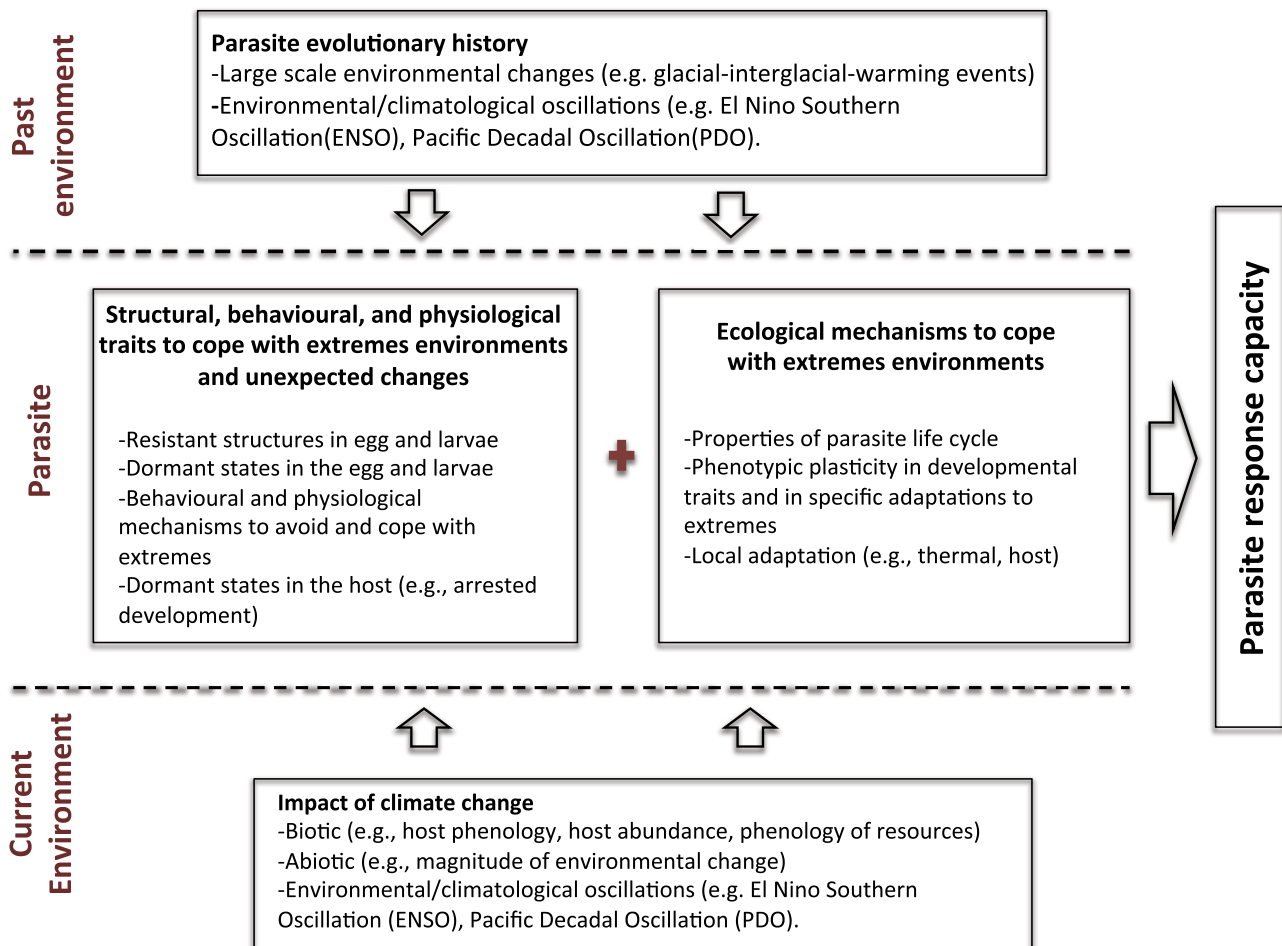 Past
environment
Parasite evolutionary history
-Large scale environmental changes (e.g. glacial-interglacial-warming events)
-Environmental/climatological oscillations (e.g. El Nino Southern
Oscillation(ENSO), Pacific Decadal Oscillation(PDO).
Parasite
Structural, behavioural, and physiological
traits to cope with extremes environments
and unexpected changes
-Resistant structures in egg and larvae
-Dormant states in the egg and larvae
-Behavioural and physiological
mechanisms to avoid and cope with
extremes
-Dormant states in the host (e.g., arrested
development)
+
Ecological mechanisms to cope
with extremes environments
-Properties of parasite life cycle
-Phenotypic plasticity in developmental
traits and in specific adaptations to
extremes
-Local adaptation (e.g., thermal, host)
Parasite response capacity
Current
Environment
Impact of climate change
-Biotic (e.g., host phenology, host abundance, phenology of resources)
-Abiotic (e.g., magnitude of environmental change)
-Environmental/climatological oscillations (e.g. El Nino Southern
Oscillation (ENSO), Pacific Decadal Oscillation (PDO).